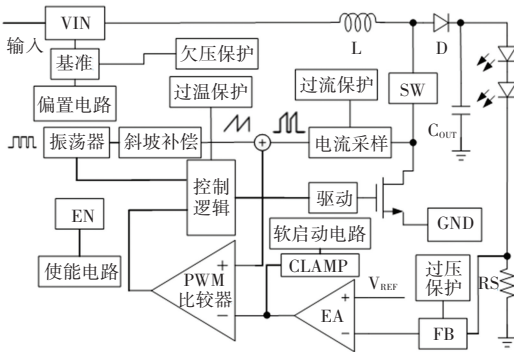 VIN
输入
基准
欠压保护
偏置电路
过温保护
过流保护
L
D
SW
C_OUT
振荡器
斜坡补偿
电流采样
控制
逻辑
驱动
GND
EN
使能电路
软启动电路
CLAMP
PWM
比较器
+
−
EA
+
−
V_REF
过压
保护
FB
RS
+